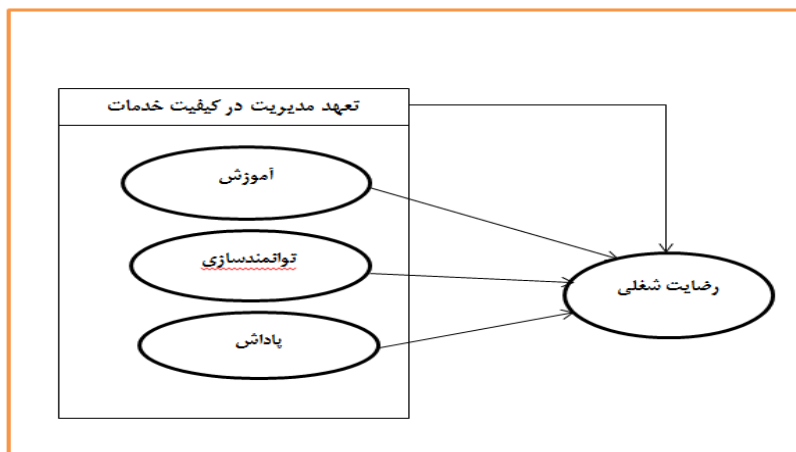 تعهد مدیریت در کیفیت خدمات
آموزش
توانمندسازی
پاداش
رضایت شغلی